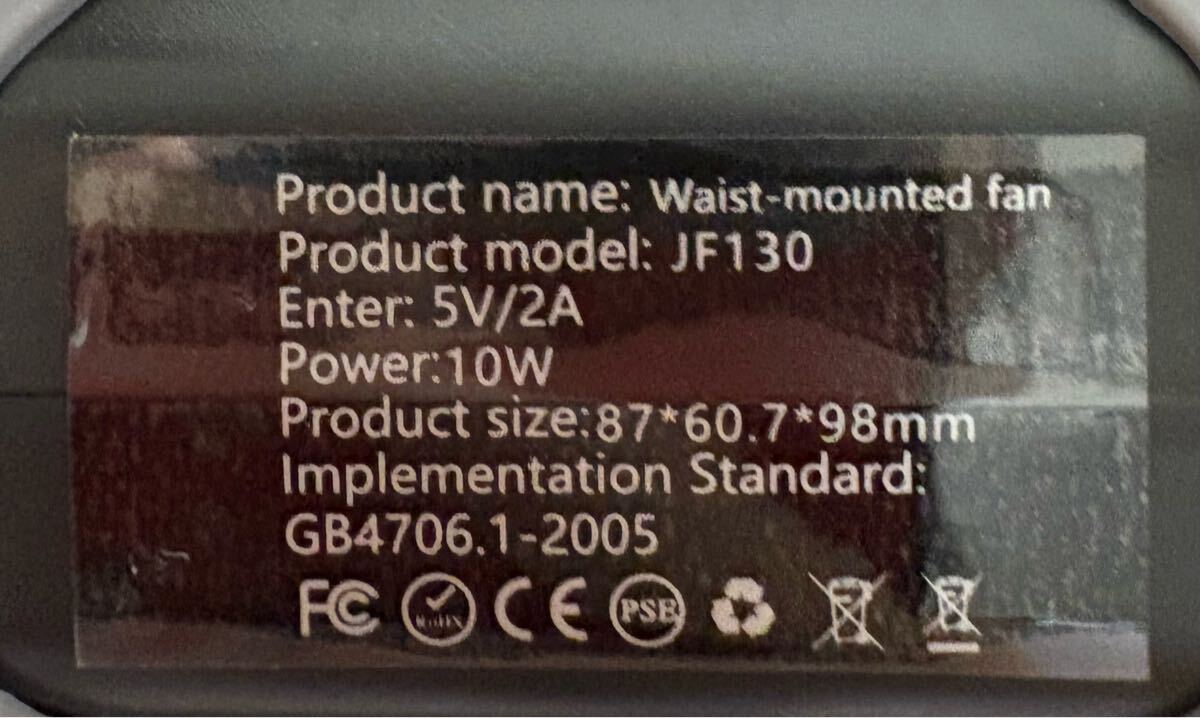 Product name: Waist-mounted fan
Product model: JF130
Enter: 5V/2A
Power:10W
Product size:87*60.7*98mm
Implementation Standard:
GB4706.1-2005
FC RoHS CE PSE